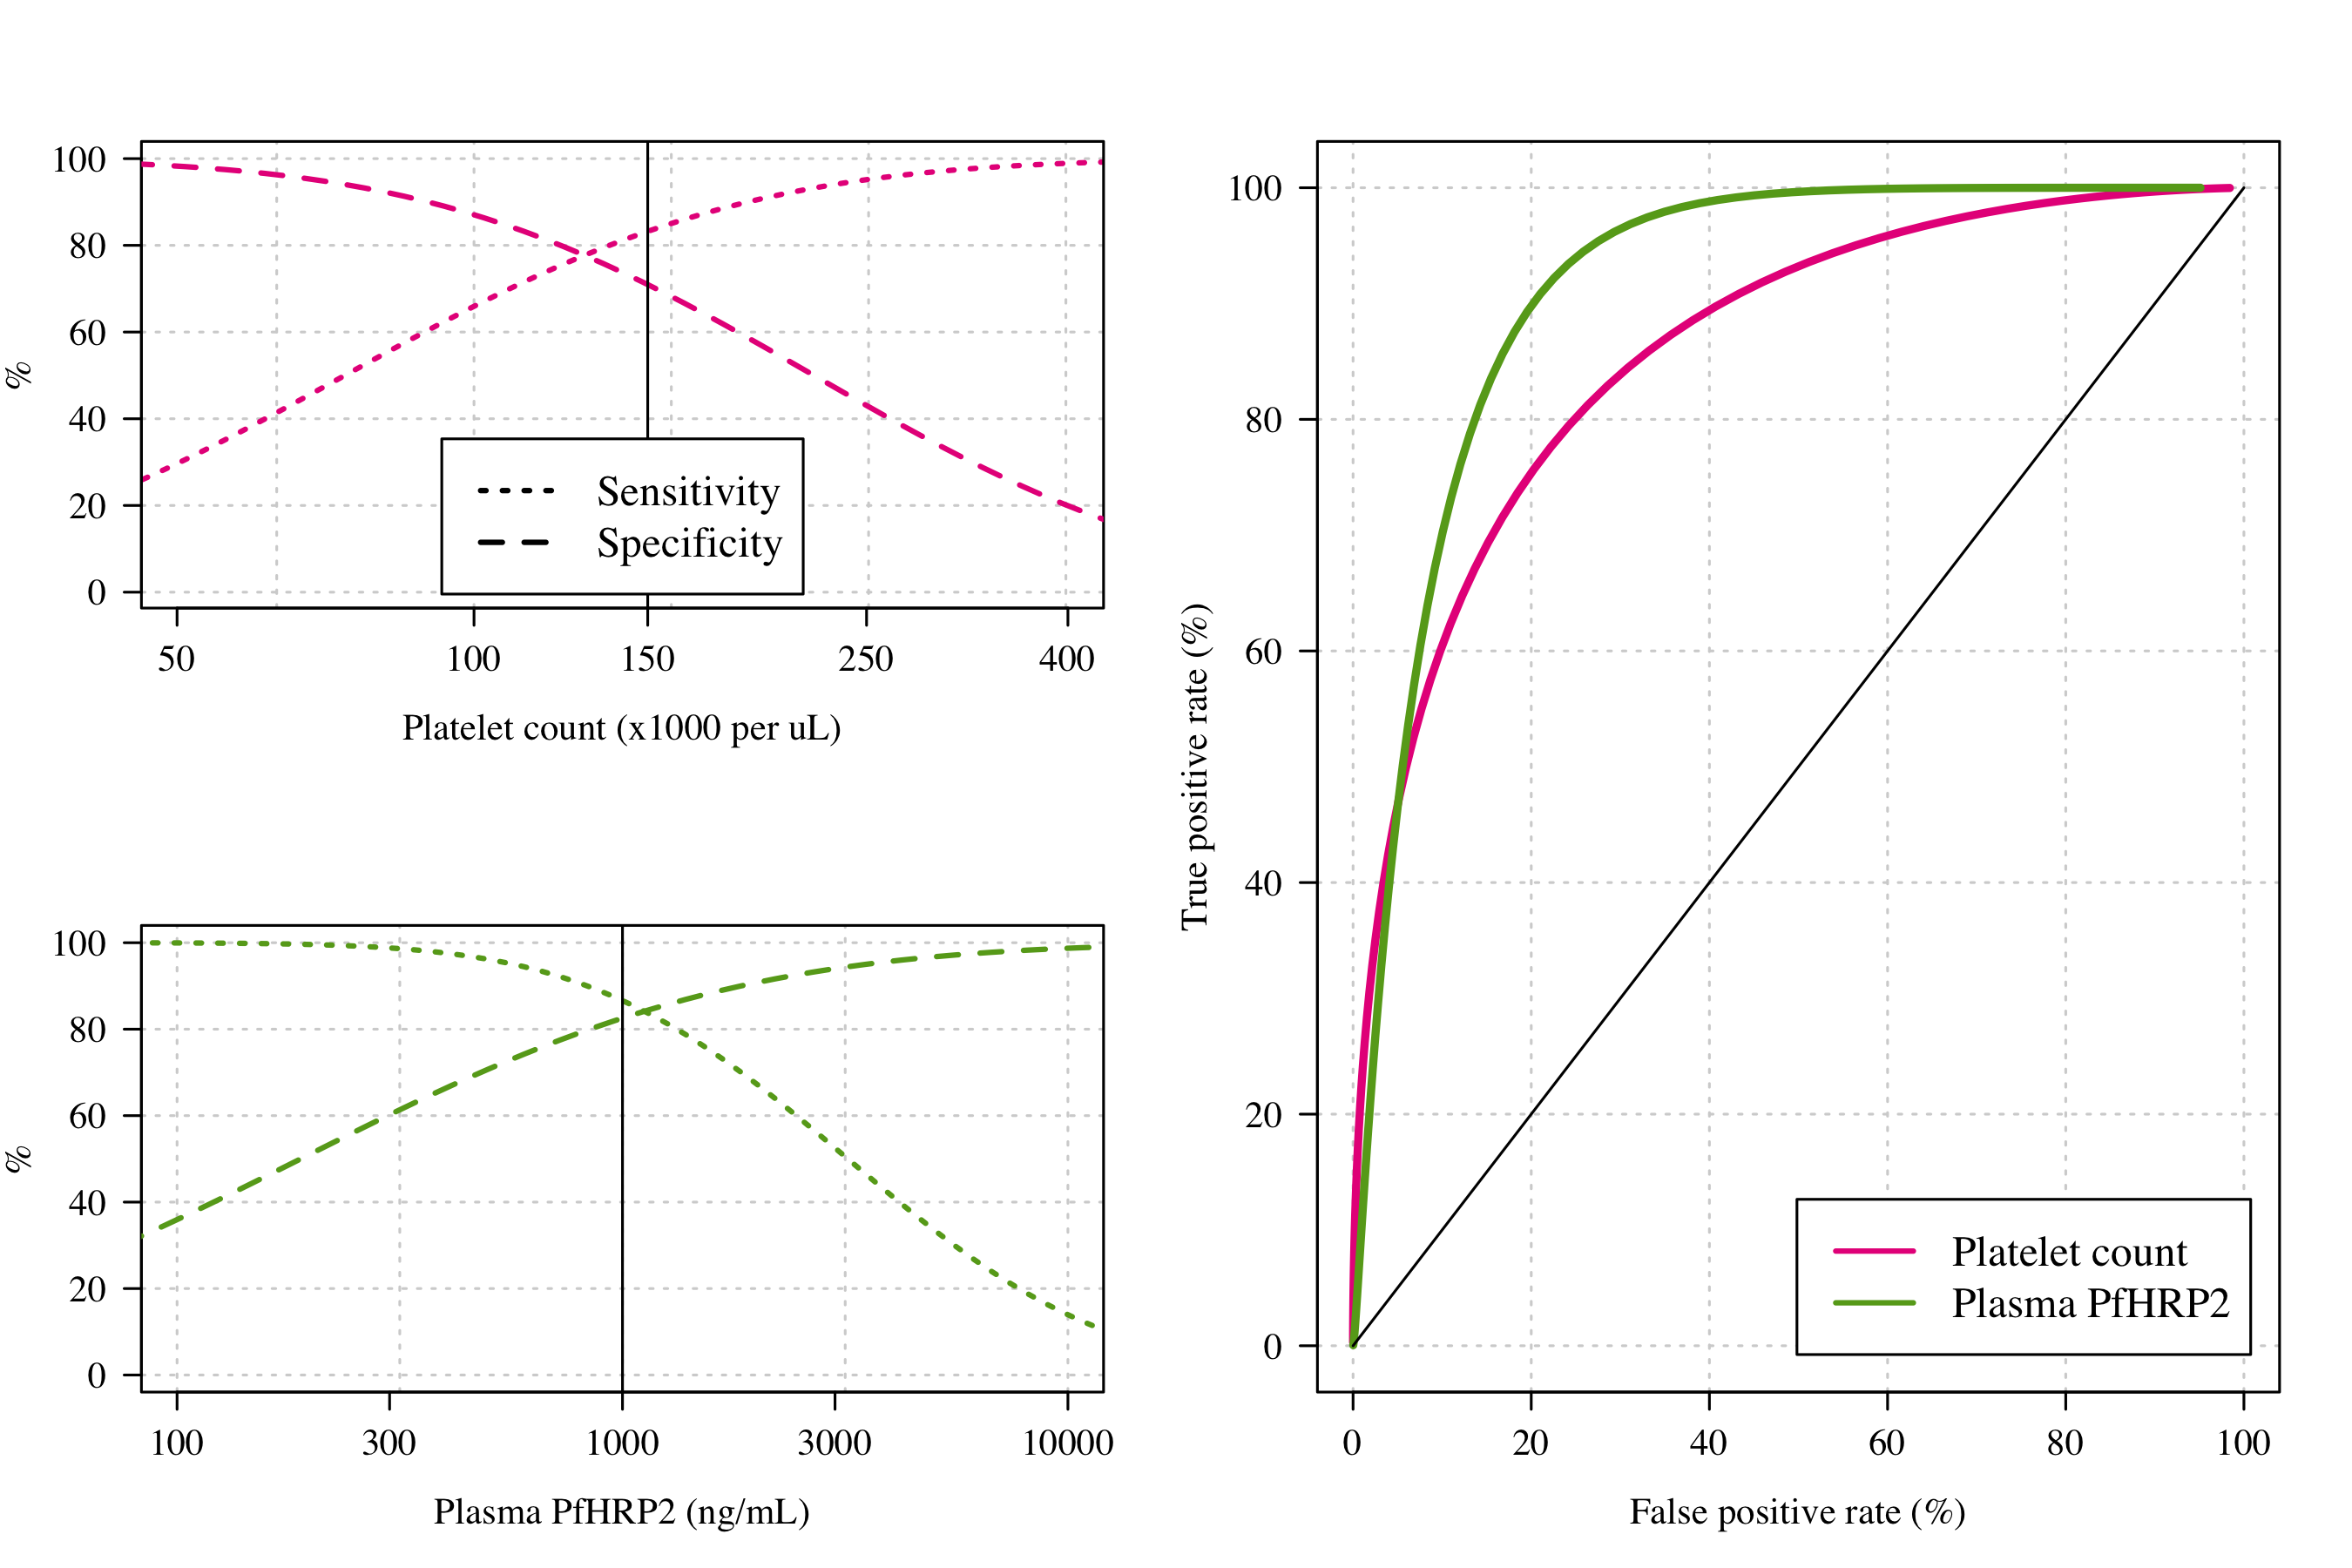 100
80
60
40
20
0
%
Sensitivity
Specificity
50 100 150 250 400
Platelet count (x1000 per uL)
100
80
60
40
20
0
%
100 300 1000 3000 10000
Plasma PfHRP2 (ng/mL)
100
80
60
40
20
0
True positive rate (%)
Platelet count
Plasma PfHRP2
0 20 40 60 80 100
False positive rate (%)